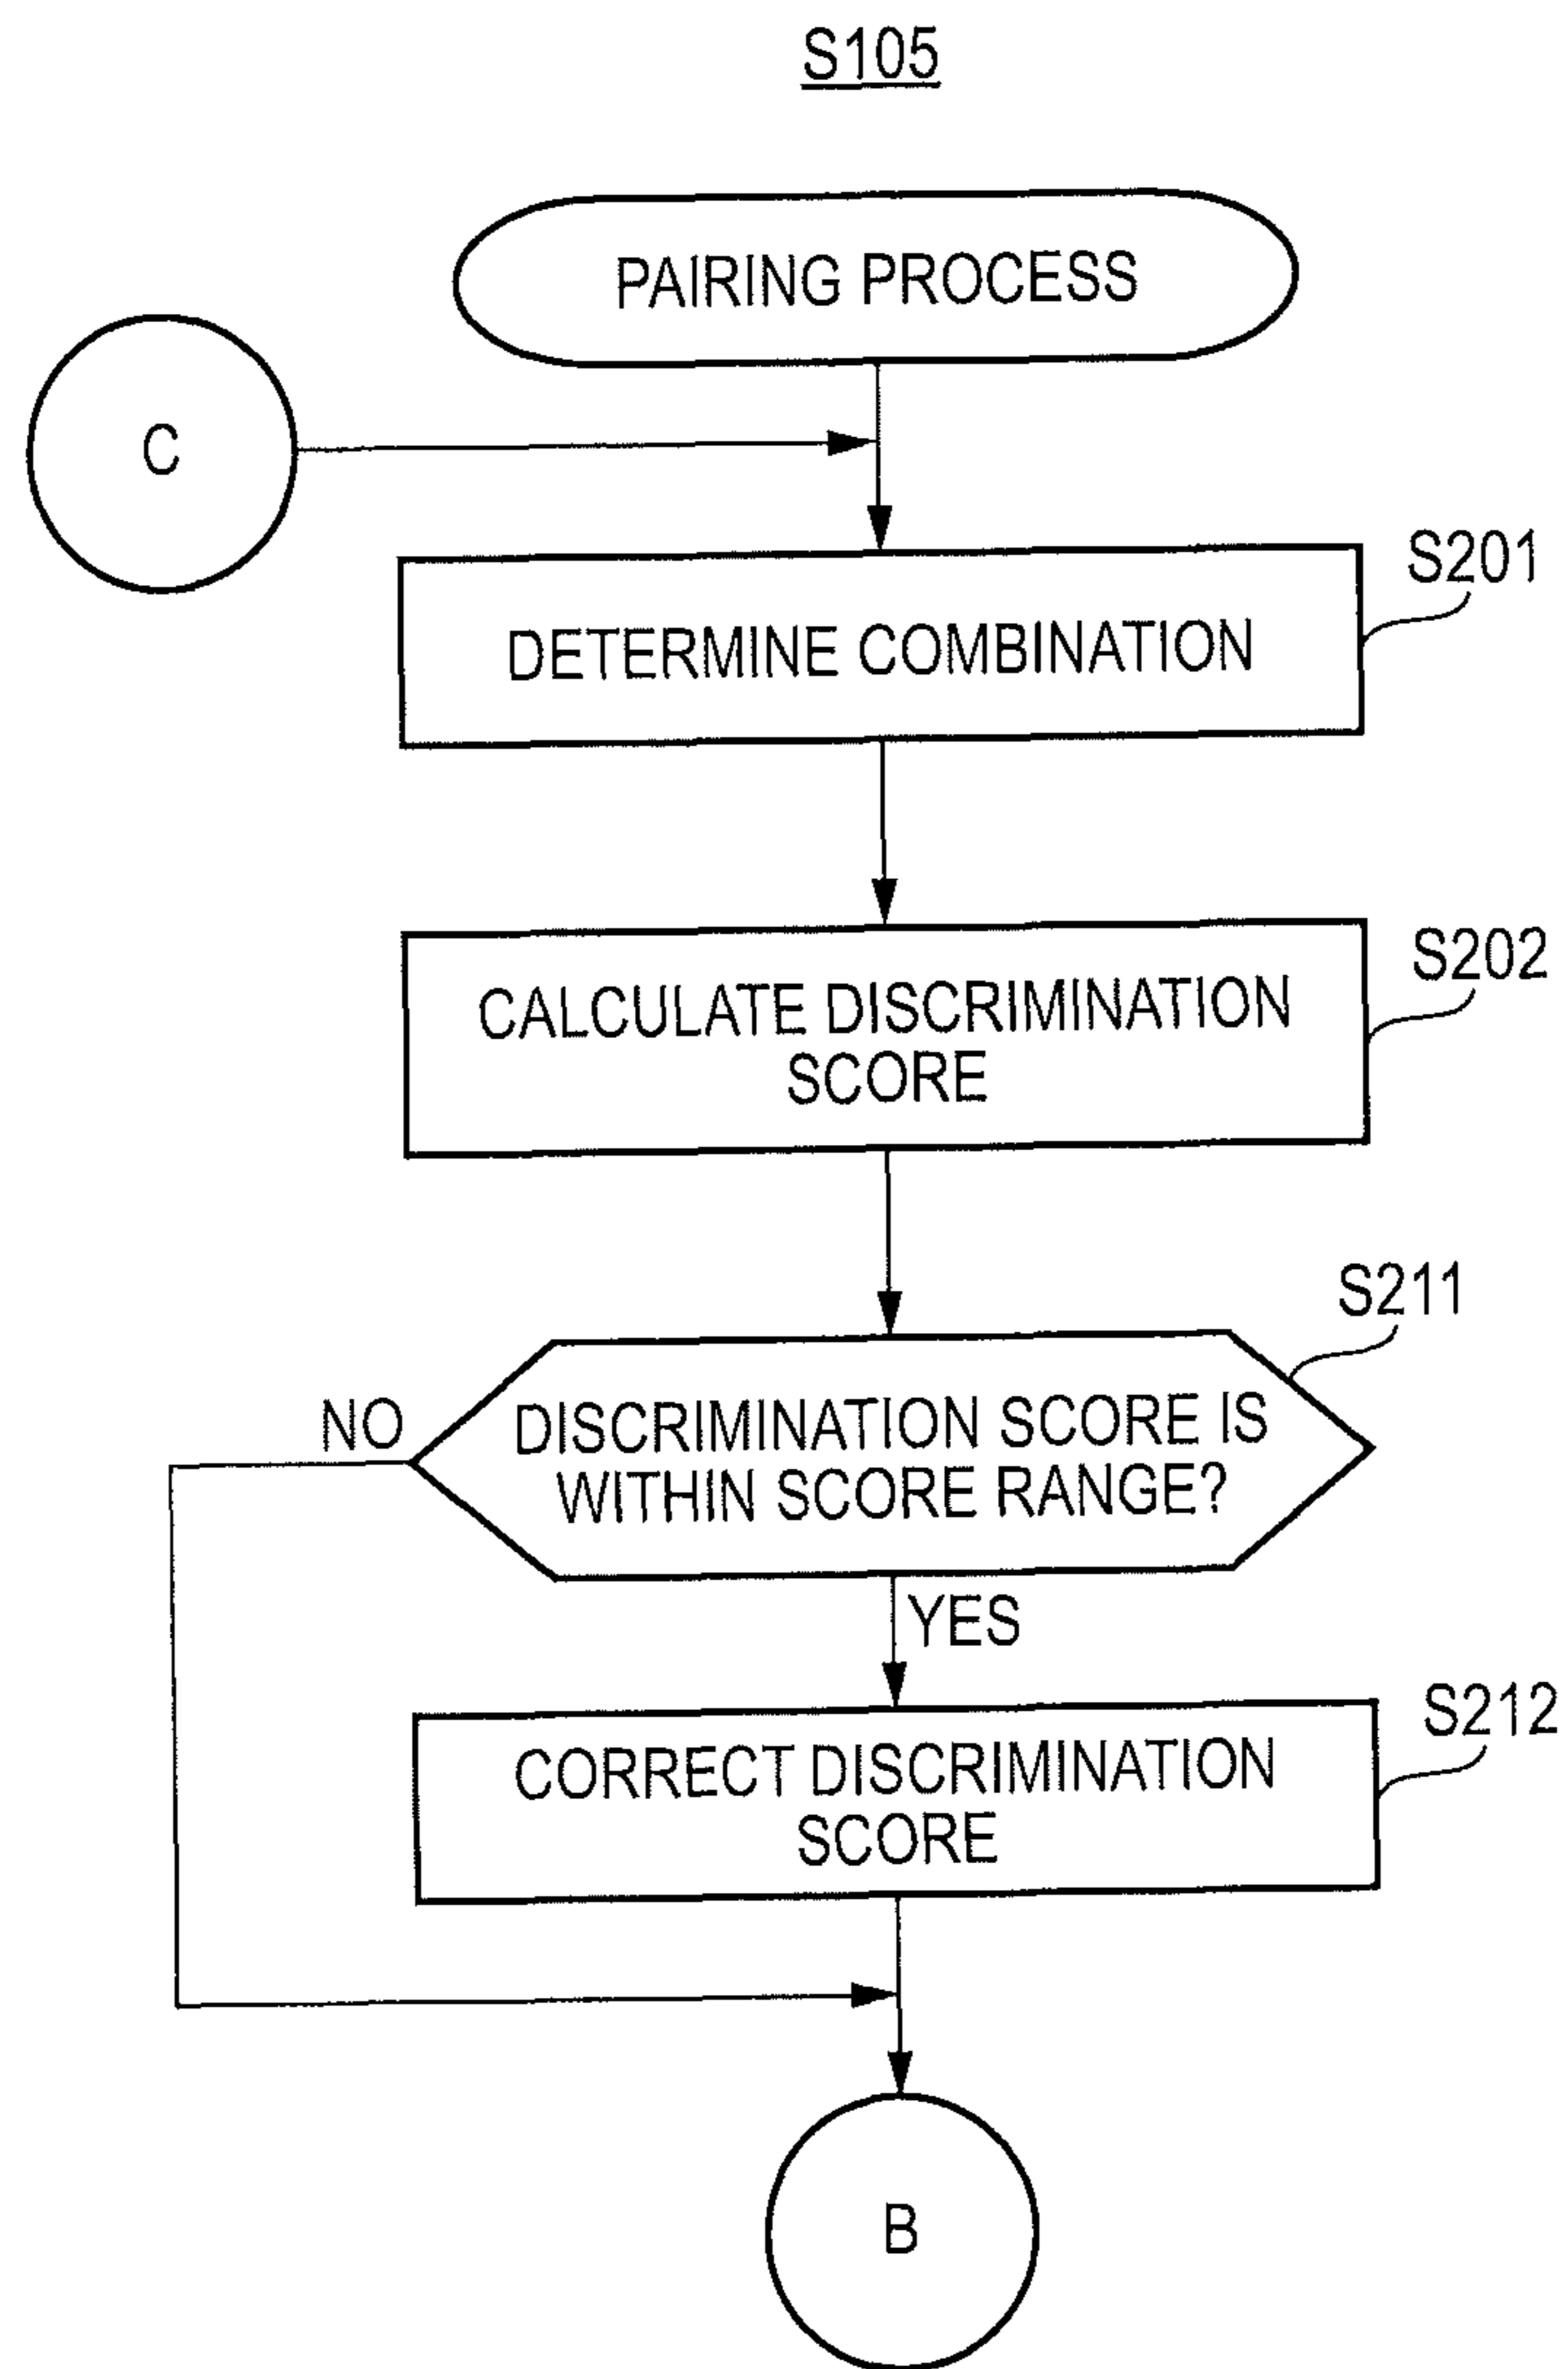 S105
PAIRING PROCESS
C
S201
DETERMINE COMBINATION
S202
CALCULATE DISCRIMINATION
SCORE
S211
NO
DISCRIMINATION SCORE IS
WITHIN SCORE RANGE?
YES
S212
CORRECT DISCRIMINATION
SCORE
B